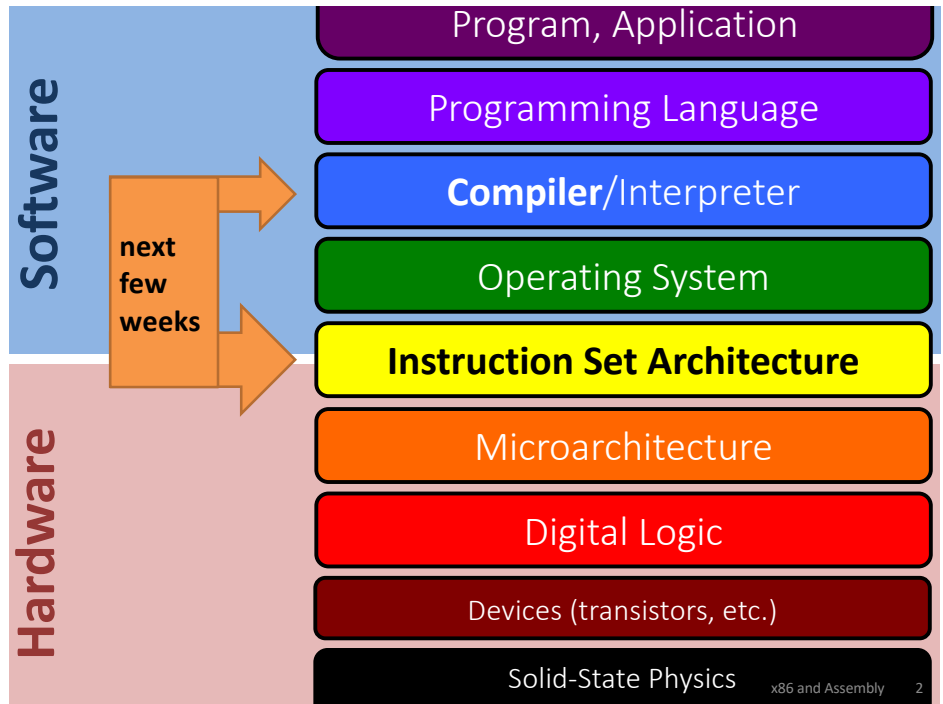 Program, Application
Programming Language
Software
Compiler/Interpreter
next
few
weeks
Operating System
Instruction Set Architecture
Microarchitecture
Hardware
Digital Logic
Devices (transistors, etc.)
Solid-State Physics
x86 and Assembly 2